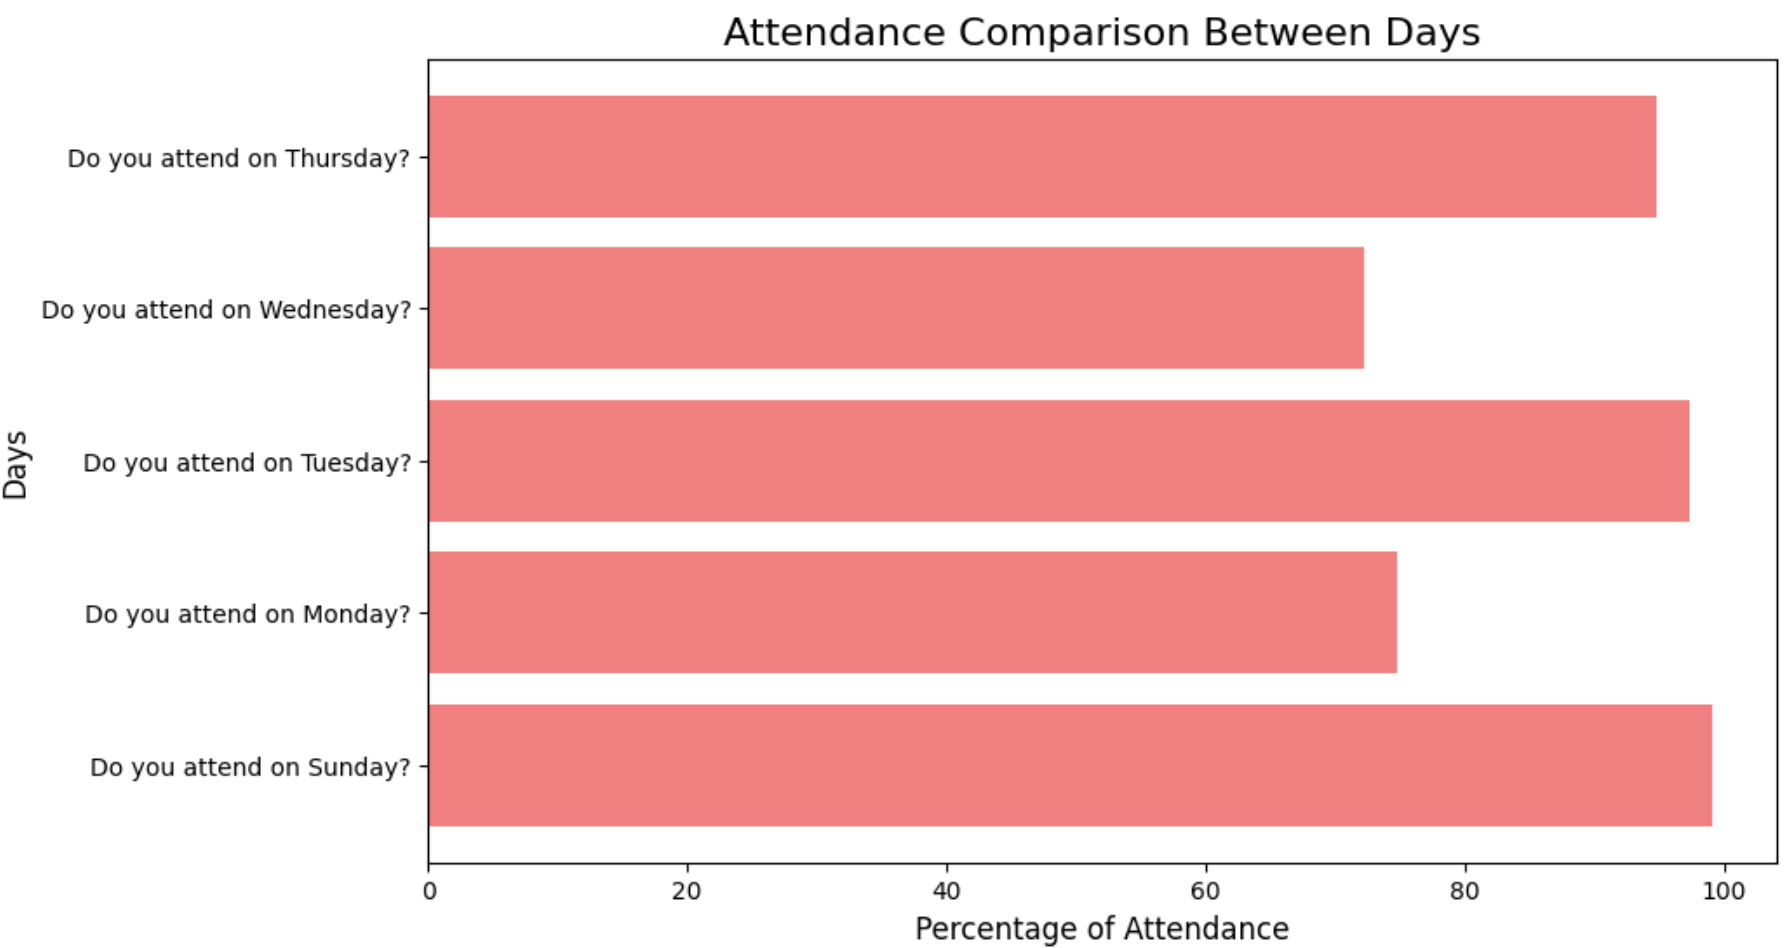 Attendance Comparison Between Days
Do you attend on Thursday?
Do you attend on Wednesday?
Do you attend on Tuesday?
Do you attend on Monday?
Do you attend on Sunday?
Days
0 20 40 60 80 100
Percentage of Attendance